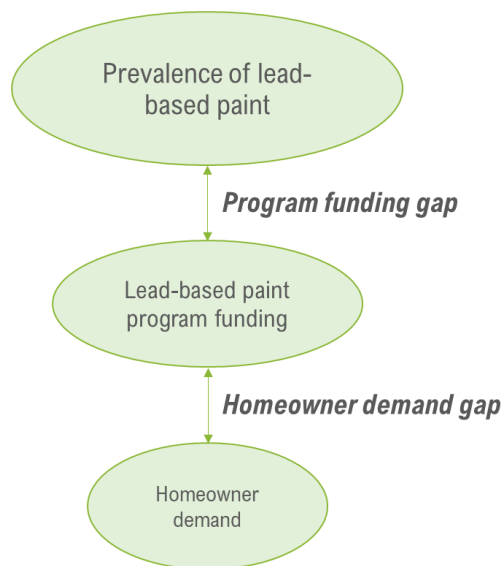 Prevalence of lead-
based paint
Program funding gap
Lead-based paint
program funding
Homeowner demand gap
Homeowner
demand